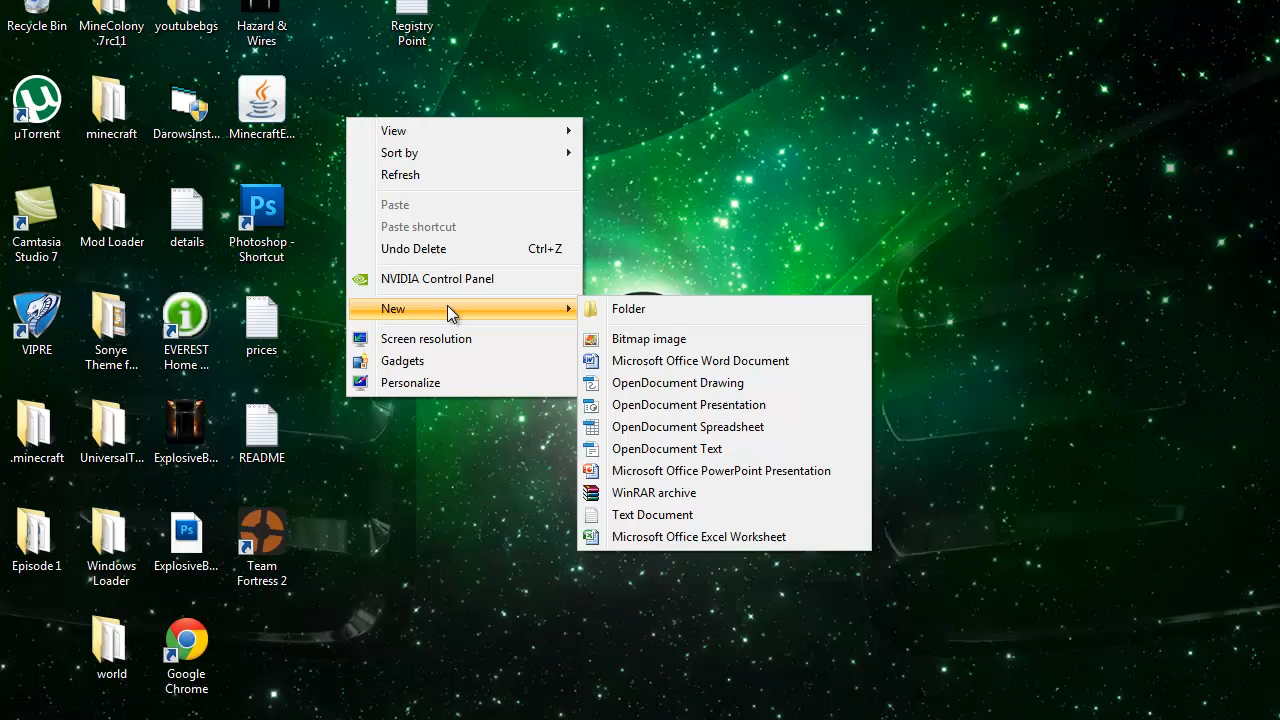 Recycle Bin
MineColony
.7rc11
youtubebgs
Hazard &
Wires
Registry
Point
µTorrent
minecraft
DarowsInst...
MinecraftE...
Camtasia
Studio 7
Mod Loader
details
Photoshop -
Shortcut
VIPRE
Sonye
Theme f...
EVEREST
Home ...
prices
.minecraft
UniversalT...
ExplosiveB...
README
Episode 1
Windows
Loader
ExplosiveB...
Team
Fortress 2
world
Google
Chrome
View
Sort by
Refresh
Paste
Paste shortcut
Undo Delete Ctrl+Z
NVIDIA Control Panel
New
Screen resolution
Gadgets
Personalize
Folder
Bitmap image
Microsoft Office Word Document
OpenDocument Drawing
OpenDocument Presentation
OpenDocument Spreadsheet
OpenDocument Text
Microsoft Office PowerPoint Presentation
WinRAR archive
Text Document
Microsoft Office Excel Worksheet
Ps
Ps